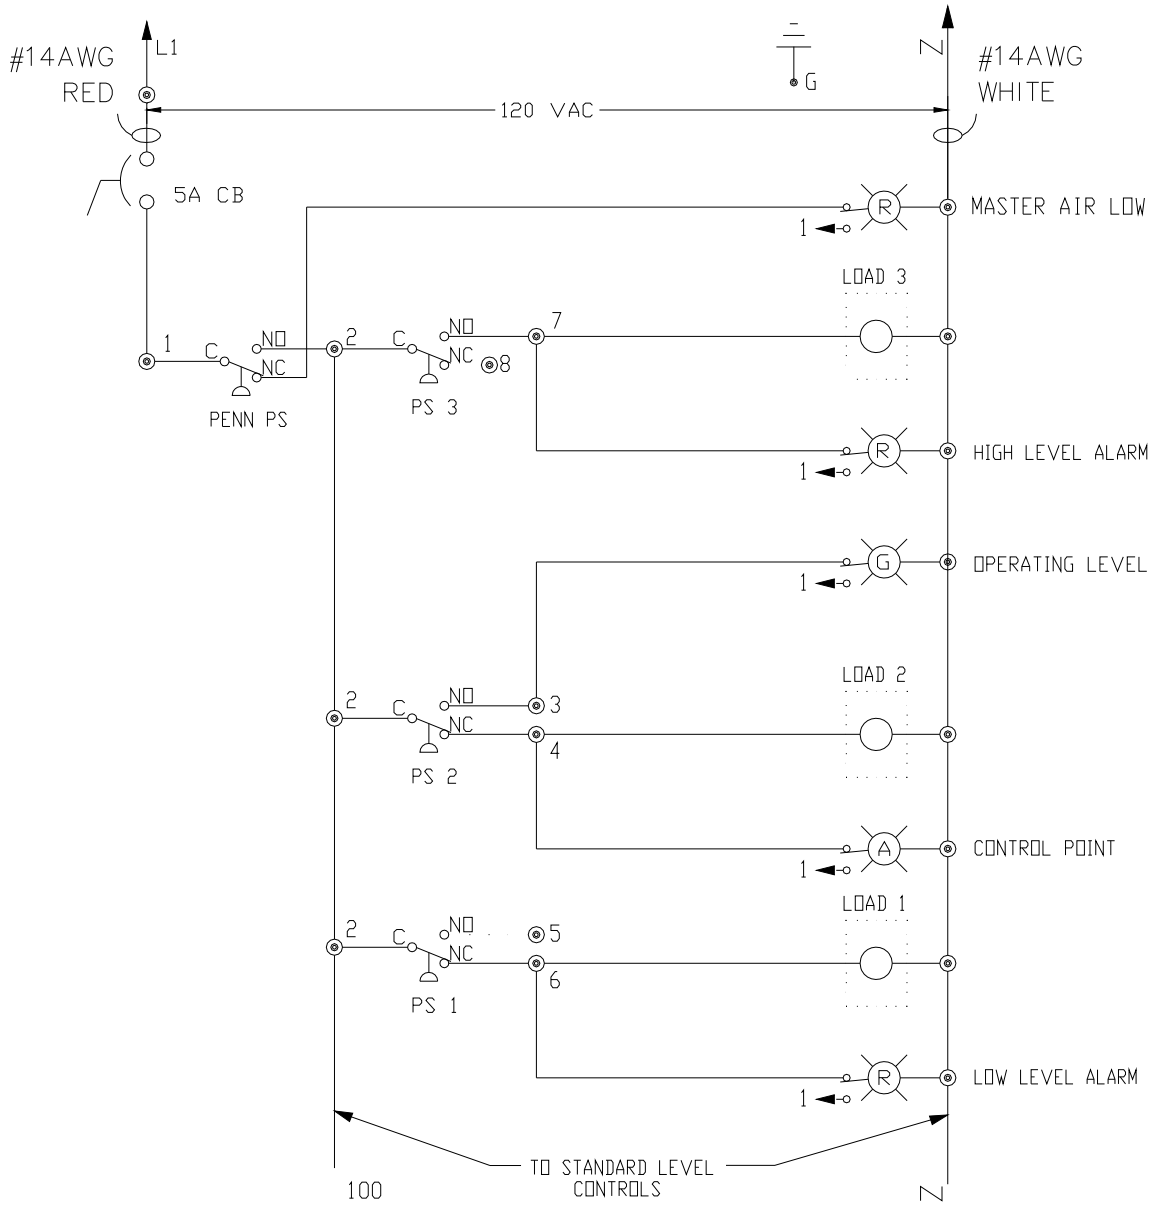 L1
Z
#14AWG
RED
#14AWG
WHITE
G
120 VAC
5A CB
R
MASTER AIR LOW
1
LOAD 3
1
C
NO
NC
PENN PS
2
C
NO
NC
PS 3
7
8
R
HIGH LEVEL ALARM
1
G
OPERATING LEVEL
1
LOAD 2
2
C
NO
NC
PS 2
3
4
A
CONTROL POINT
1
LOAD 1
2
C
NO
NC
PS 1
5
6
R
LOW LEVEL ALARM
1
TO STANDARD LEVEL
CONTROLS
100
Z